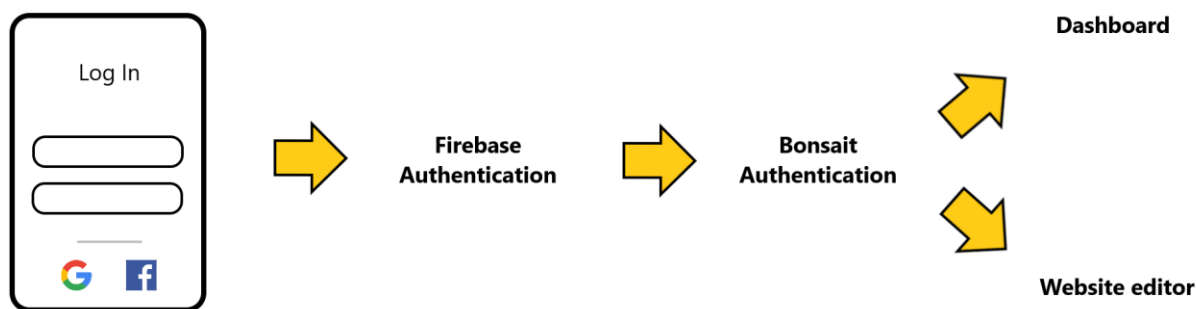 Log In
Firebase
Authentication
Bonsait
Authentication
Dashboard
Website editor